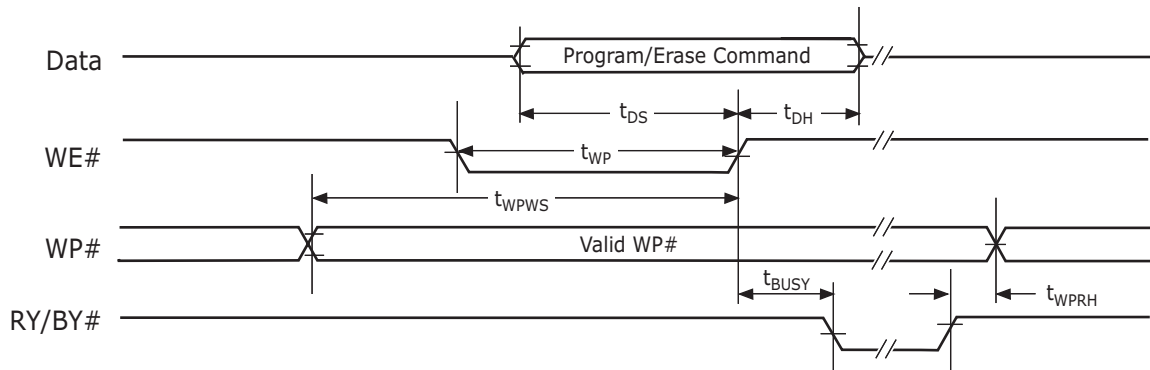 Data
Program/Erase Command
tDS
tDH
WE#
tWP
tWPWS
WP#
Valid WP#
tBUSY
tWPRH
RY/BY#